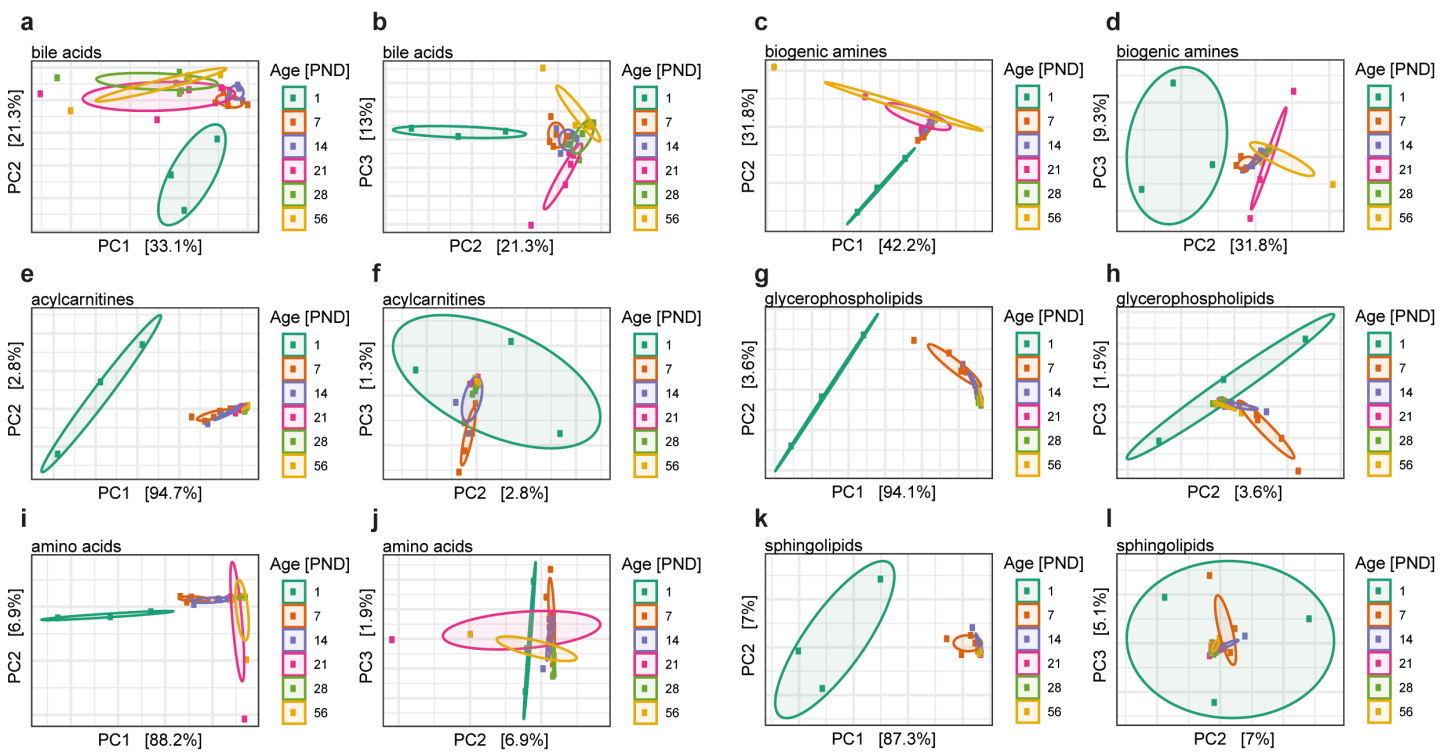 a
bile acids
PC2 [21.3%]
PC1 [33.1%]
Age [PND]
1
7
14
21
28
56
b
bile acids
PC3 [13%]
PC2 [21.3%]
Age [PND]
1
7
14
21
28
56
c
biogenic amines
PC2 [31.8%]
PC1 [42.2%]
Age [PND]
1
7
14
21
28
56
d
biogenic amines
PC3 [9.3%]
PC2 [31.8%]
Age [PND]
1
7
14
21
28
56
e
acylcarnitines
PC2 [2.8%]
PC1 [94.7%]
Age [PND]
1
7
14
21
28
56
f
acylcarnitines
PC3 [1.3%]
PC2 [2.8%]
Age [PND]
1
7
14
21
28
56
g
glycerophospholipids
PC2 [3.6%]
PC1 [94.1%]
Age [PND]
1
7
14
21
28
56
h
glycerophospholipids
PC3 [1.5%]
PC2 [3.6%]
Age [PND]
1
7
14
21
28
56
i
amino acids
PC2 [6.9%]
PC1 [88.2%]
Age [PND]
1
7
14
21
28
56
j
amino acids
PC3 [1.9%]
PC2 [6.9%]
Age [PND]
1
7
14
21
28
56
k
sphingolipids
PC2 [7%]
PC1 [87.3%]
Age [PND]
1
7
14
21
28
56
l
sphingolipids
PC3 [5.1%]
PC2 [7%]
Age [PND]
1
7
14
21
28
56